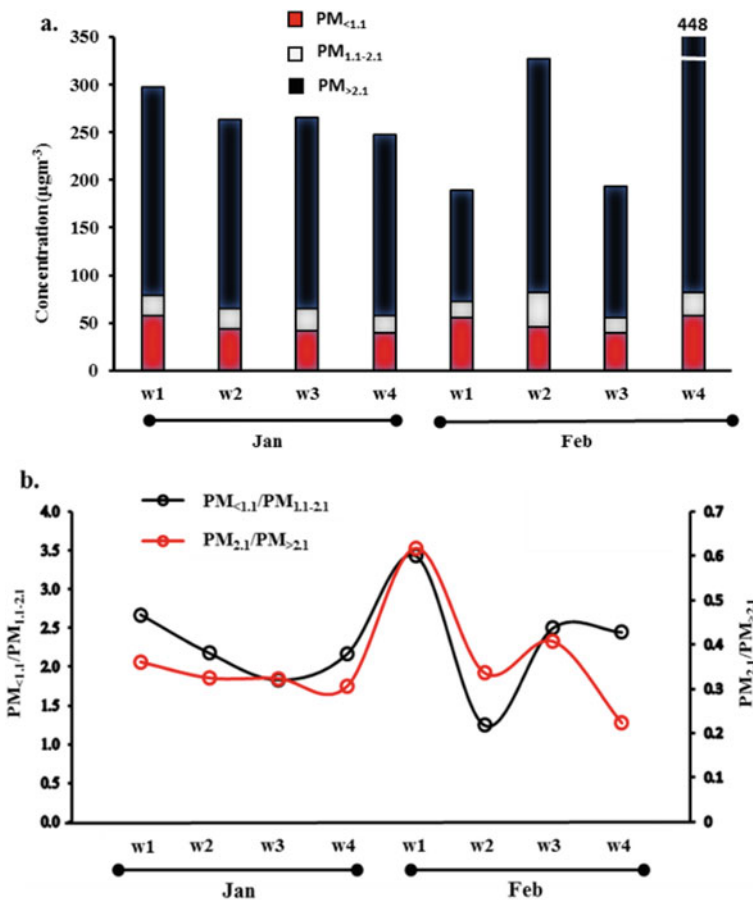 a.
PM<1.1
PM1.1-2.1
PM>2.1
448
350
300
250
200
150
100
50
0
Concentration (µgm-3)
w1 w2 w3 w4 w1 w2 w3 w4
Jan Feb
b.
PM<1.1/PM1.1-2.1
PM2.1/PM>2.1
4.0
3.5
3.0
2.5
2.0
1.5
1.0
0.5
0.0
PM<1.1/PM1.1-2.1
0.7
0.6
0.5
0.4
0.3
0.2
0.1
0
PM2.1/PM>2.1
w1 w2 w3 w4 w1 w2 w3 w4
Jan Feb